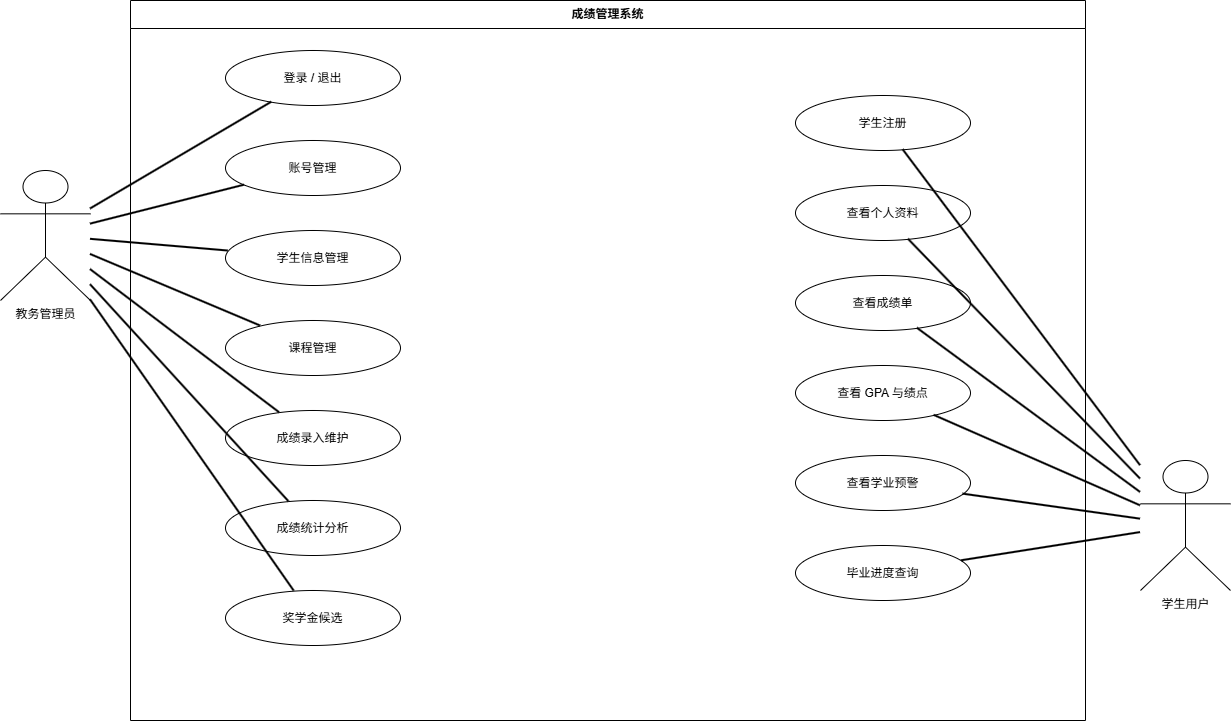 成绩管理系统
登录 / 退出
账号管理
学生信息管理
课程管理
成绩录入维护
成绩统计分析
奖学金候选
教务管理员
学生注册
查看个人资料
查看成绩单
查看 GPA 与绩点
查看学业预警
毕业进度查询
学生用户